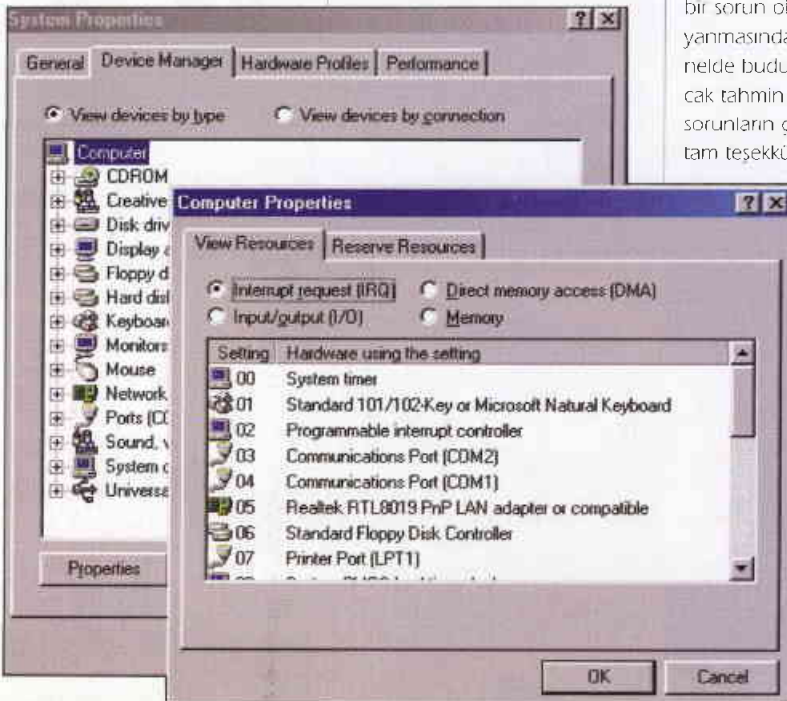 System Properties
General Device Manager Hardware Profiles Performance
View devices by type View devices by connection
Computer
CDROM
Creative
Disk driv
Display a
Floppy d
Hard disl
Keyboar
Monitors
Mouse
Network
Ports (CO
Sound, v
System c
Universa
Properties
Computer Properties
View Resources Reserve Resources
Interrupt request (IRQ) Direct memory access (DMA)
Input/output (I/O) Memory
Setting Hardware using the setting
00 System timer
01 Standard 101/102-Key or Microsoft Natural Keyboard
02 Programmable interrupt controller
03 Communications Port (COM2)
04 Communications Port (COM1)
05 Realtek RTL8019 PnP LAN adapter or compatible
06 Standard Floppy Disk Controller
07 Printer Port (LPT1)
OK Cancel
bir sorun ol
yanmasında
nelde budu
cak tahmin
sorunların ç
tam teşekkü